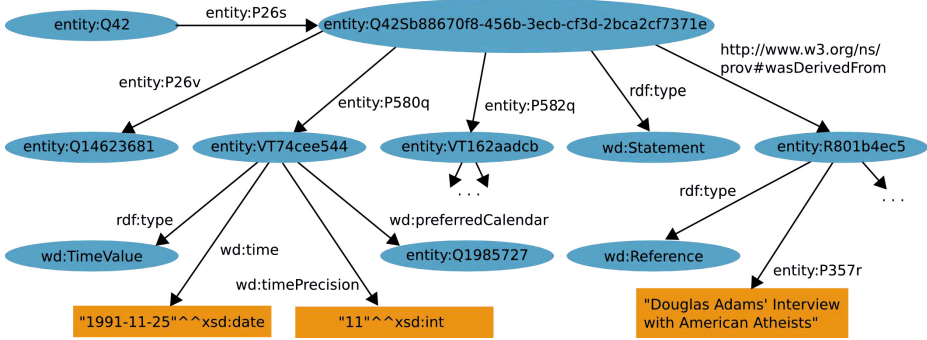 entity:P26s
entity:Q42
entity:Q42Sb88670f8-456b-3ecb-cf3d-2bca2cf7371e
http://www.w3.org/ns/
prov#wasDerivedFrom
entity:P26v
entity:P580q
entity:P582q
rdf:type
entity:Q14623681
entity:VT74cee544
entity:VT162aadcb
wd:Statement
entity:R801b4ec5
. . .
. . .
rdf:type
wd:time
wd:preferredCalendar
rdf:type
wd:TimeValue
entity:Q1985727
wd:Reference
wd:timePrecision
entity:P357r
"1991-11-25"^^xsd:date
"11"^^xsd:int
"Douglas Adams' Interview
with American Atheists"